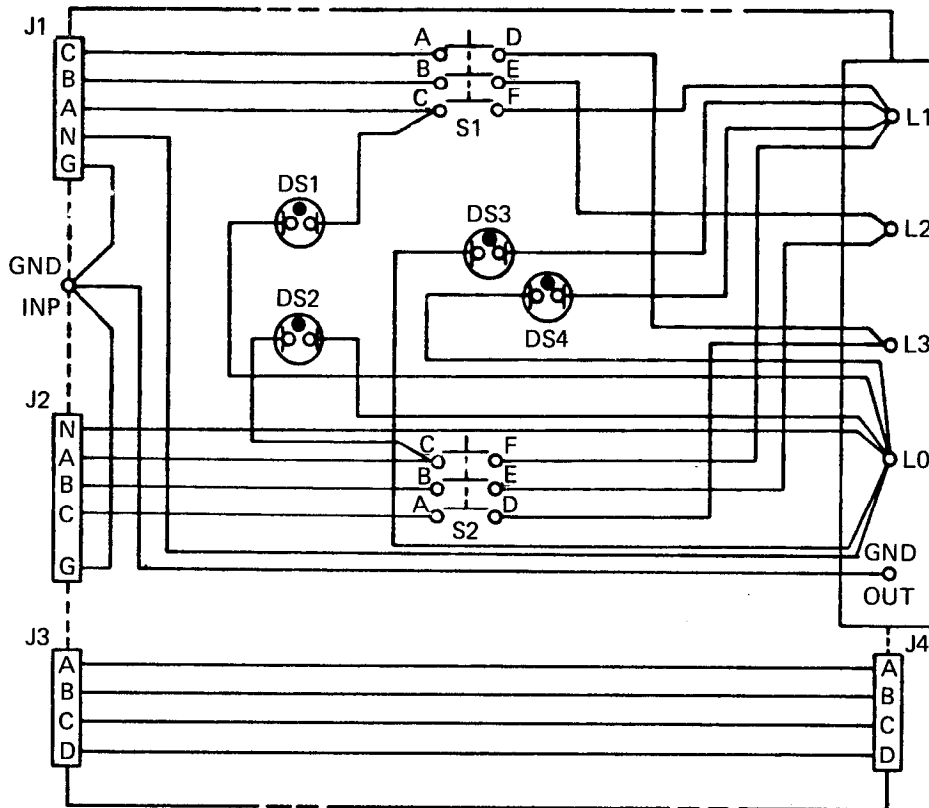 J1
C
B
A
N
G
A D
B E
C F
S1
L1
DS1
DS3
L2
GND
INP
DS2
DS4
L3
J2
N
A
B
C
G
C F
B E
A D
S2
L0
GND
OUT
J3
A
B
C
D
J4
A
B
C
D